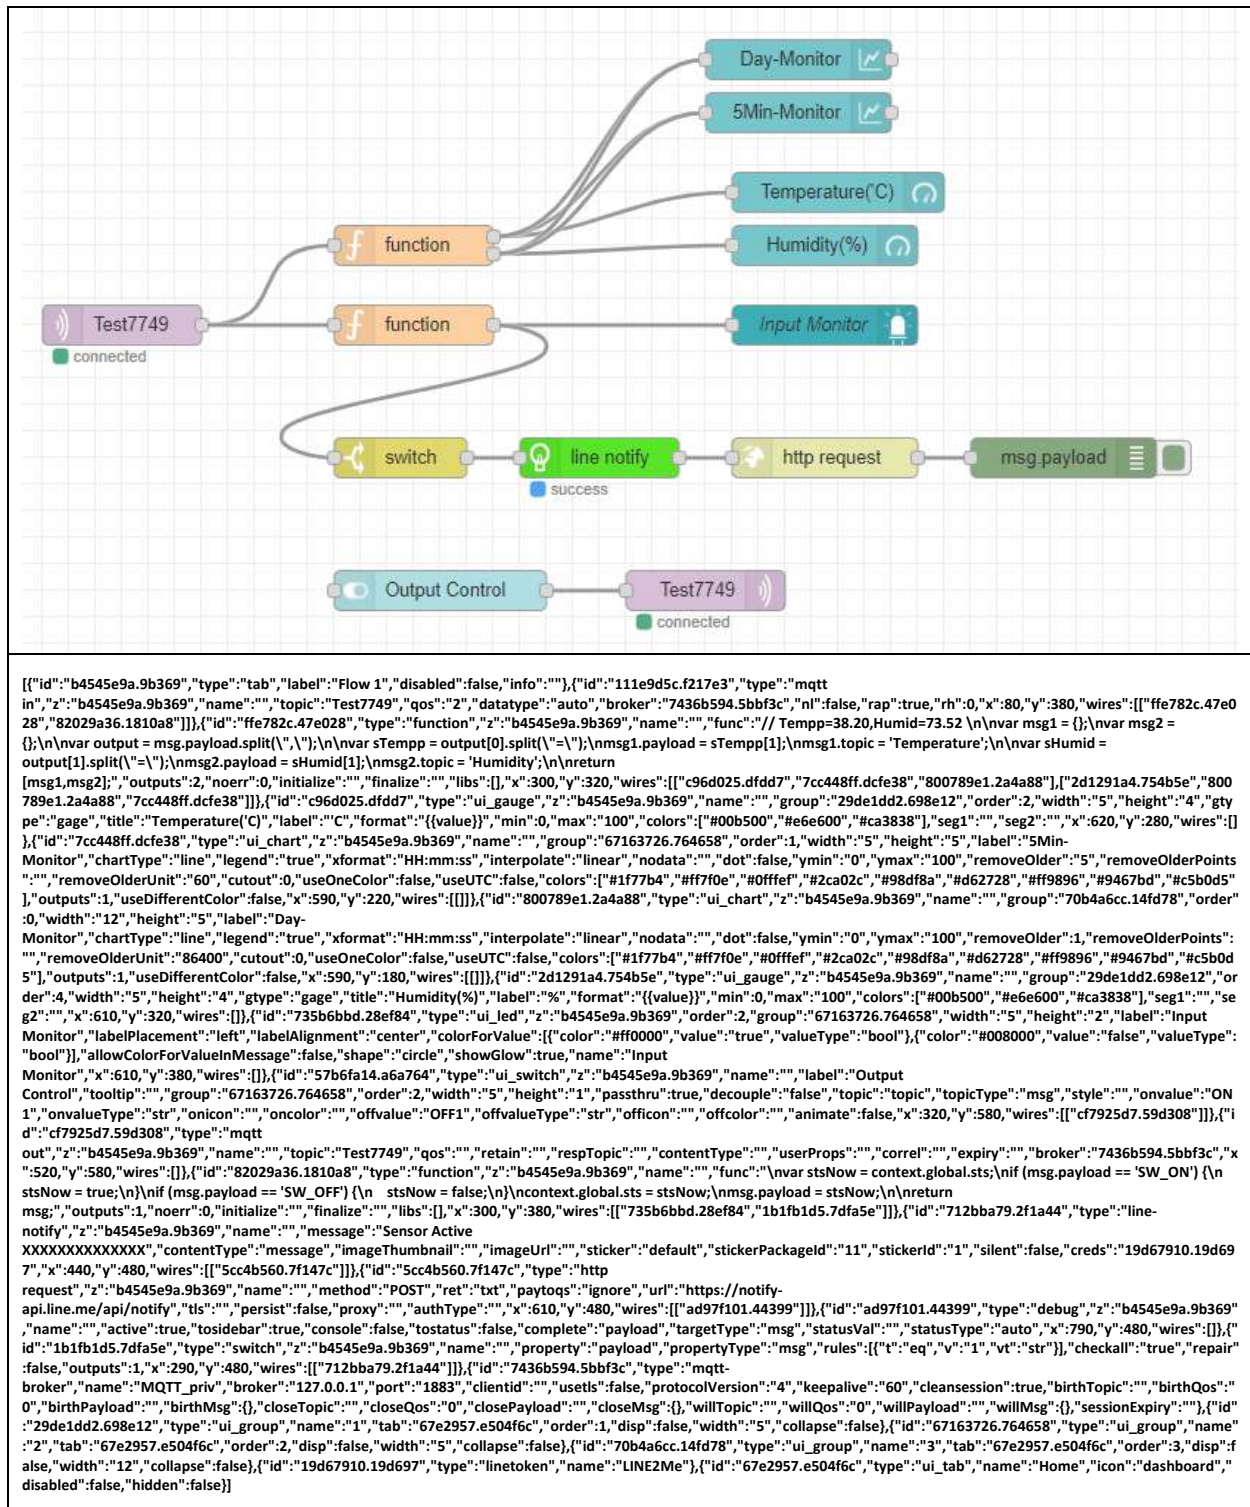 Day-Monitor
5Min-Monitor
Temperature('C)
function
Humidity(%)
Test7749
function
Input Monitor
connected
switch
line notify
http request
msg.payload
success
Output Control
Test7749
connected
[{"id":"b4545e9a.9b369","type":"tab","label":"Flow 1","disabled":false,"info":""},{"id":"111e9d5c.f217e3","type":"mqtt
in","z":"b4545e9a.9b369","name":"","topic":"Test7749","qos":"2","datatype":"auto","broker":"7436b594.5bbf3c","nl":false,"rap":true,"rh":0,"x":80,"y":380,"wires":[["ffe782c.47e0
28","82029a36.1810a8"]]},{"id":"ffe782c.47e028","type":"function","z":"b4545e9a.9b369","name":"","func":"// Tempp=38.20,Humid=73.52 \n\nvar msg1 = {};\nvar msg2 =
{};\n\nvar output = msg.payload.split(\",\");\n\nvar sTempp = output[0].split(\"=\");\nmsg1.payload = sTempp[1];\nmsg1.topic = 'Temperature';\n\nvar sHumid =
output[1].split(\"=\");\nmsg2.payload = sHumid[1];\nmsg2.topic = 'Humidity';\n\nreturn
[msg1,msg2];","outputs":2,"noerr":0,"initialize":"","finalize":"","libs":[],"x":300,"y":320,"wires":[["c96d025.dfdd7","7cc448ff.dcfe38","800789e1.2a4a88"],["2d1291a4.754b5e","800
789e1.2a4a88","7cc448ff.dcfe38"]]},{"id":"c96d025.dfdd7","type":"ui_gauge","z":"b4545e9a.9b369","name":"","group":"29de1dd2.698e12","order":2,"width":"5","height":"4","gty
pe":"gage","title":"Temperature('C)","label":"'C","format":"{{value}}","min":0,"max":"100","colors":["#00b500","#e6e600","#ca3838"],"seg1":"","seg2":"","x":620,"y":280,"wires":[]
},{"id":"7cc448ff.dcfe38","type":"ui_chart","z":"b4545e9a.9b369","name":"","group":"67163726.764658","order":1,"width":"5","height":"5","label":"5Min-
Monitor","chartType":"line","legend":"true","xformat":"HH:mm:ss","interpolate":"linear","nodata":"","dot":false,"ymin":"0","ymax":"100","removeOlder":"5","removeOlderPoints
":"","removeOlderUnit":"60","cutout":0,"useOneColor":false,"useUTC":false,"colors":["#1f77b4","#ff7f0e","#0fffef","#2ca02c","#98df8a","#d62728","#ff9896","#9467bd","#c5b0d5"
],"outputs":1,"useDifferentColor":false,"x":590,"y":220,"wires":[[]]},{"id":"800789e1.2a4a88","type":"ui_chart","z":"b4545e9a.9b369","name":"","group":"70b4a6cc.14fd78","order"
:0,"width":"12","height":"5","label":"Day-
Monitor","chartType":"line","legend":"true","xformat":"HH:mm:ss","interpolate":"linear","nodata":"","dot":false,"ymin":"0","ymax":"100","removeOlder":1,"removeOlderPoints":
"","removeOlderUnit":"86400","cutout":0,"useOneColor":false,"useUTC":false,"colors":["#1f77b4","#ff7f0e","#0fffef","#2ca02c","#98df8a","#d62728","#ff9896","#9467bd","#c5b0d
5"],"outputs":1,"useDifferentColor":false,"x":590,"y":180,"wires":[[]]},{"id":"2d1291a4.754b5e","type":"ui_gauge","z":"b4545e9a.9b369","name":"","group":"29de1dd2.698e12","or
der":4,"width":"5","height":"4","gtype":"gage","title":"Humidity(%)","label":"%","format":"{{value}}","min":0,"max":"100","colors":["#00b500","#e6e600","#ca3838"],"seg1":"","se
g2":"","x":610,"y":320,"wires":[]},{"id":"735b6bbd.28ef84","type":"ui_led","z":"b4545e9a.9b369","order":2,"group":"67163726.764658","width":"5","height":"2","label":"Input
Monitor","labelPlacement":"left","labelAlignment":"center","colorForValue":[{"color":"#ff0000","value":"true","valueType":"bool"},{"color":"#008000","value":"false","valueType":
"bool"}],"allowColorForValueInMessage":false,"shape":"circle","showGlow":true,"name":"Input
Monitor","x":610,"y":380,"wires":[]},{"id":"57b6fa14.a6a764","type":"ui_switch","z":"b4545e9a.9b369","name":"","label":"Output
Control","tooltip":"","group":"67163726.764658","order":2,"width":"5","height":"1","passthru":true,"decouple":"false","topic":"topic","topicType":"msg","style":"","onvalue":"ON
1","onvalueType":"str","onicon":"","oncolor":"","offvalue":"OFF1","offvalueType":"str","officon":"","offcolor":"","animate":false,"x":320,"y":580,"wires":[["cf7925d7.59d308"]]},{"i
d":"cf7925d7.59d308","type":"mqtt
out","z":"b4545e9a.9b369","name":"","topic":"Test7749","qos":"","retain":"","respTopic":"","contentType":"","userProps":"","correl":"","expiry":"","broker":"7436b594.5bbf3c","x
":520,"y":580,"wires":[]},{"id":"82029a36.1810a8","type":"function","z":"b4545e9a.9b369","name":"","func":"\nvar stsNow = context.global.sts;\nif (msg.payload == 'SW_ON') {\n
stsNow = true;\n}\nif (msg.payload == 'SW_OFF') {\n    stsNow = false;\n}\ncontext.global.sts = stsNow;\nmsg.payload = stsNow;\n\nreturn
msg;","outputs":1,"noerr":0,"initialize":"","finalize":"","libs":[],"x":300,"y":380,"wires":[["735b6bbd.28ef84","1b1fb1d5.7dfa5e"]]},{"id":"712bba79.2f1a44","type":"line-
notify","z":"b4545e9a.9b369","name":"","message":"Sensor Active
XXXXXXXXXXXXXX","contentType":"message","imageThumbnail":"","imageUrl":"","sticker":"default","stickerPackageId":"11","stickerId":"1","silent":false,"creds":"19d67910.19d69
7","x":440,"y":480,"wires":[["5cc4b560.7f147c"]]},{"id":"5cc4b560.7f147c","type":"http
request","z":"b4545e9a.9b369","name":"","method":"POST","ret":"txt","paytoqs":"ignore","url":"https://notify-
api.line.me/api/notify","tls":"","persist":false,"proxy":"","authType":"","x":610,"y":480,"wires":[["ad97f101.44399"]]},{"id":"ad97f101.44399","type":"debug","z":"b4545e9a.9b369"
,"name":"","active":true,"tosidebar":true,"console":false,"tostatus":false,"complete":"payload","targetType":"msg","statusVal":"","statusType":"auto","x":790,"y":480,"wires":[]},{"
id":"1b1fb1d5.7dfa5e","type":"switch","z":"b4545e9a.9b369","name":"","property":"payload","propertyType":"msg","rules":[{"t":"eq","v":"1","vt":"str"}],"checkall":"true","repair"
:false,"outputs":1,"x":290,"y":480,"wires":[["712bba79.2f1a44"]]},{"id":"7436b594.5bbf3c","type":"mqtt-
broker","name":"MQTT_priv","broker":"127.0.0.1","port":"1883","clientid":"","usetls":false,"protocolVersion":"4","keepalive":"60","cleansession":true,"birthTopic":"","birthQos":"
0","birthPayload":"","birthMsg":{},"closeTopic":"","closeQos":"0","closePayload":"","closeMsg":{},"willTopic":"","willQos":"0","willPayload":"","willMsg":{},"sessionExpiry":""},{"id
":"29de1dd2.698e12","type":"ui_group","name":"1","tab":"67e2957.e504f6c","order":1,"disp":false,"width":"5","collapse":false},{"id":"67163726.764658","type":"ui_group","name
":"2","tab":"67e2957.e504f6c","order":2,"disp":false,"width":"5","collapse":false},{"id":"70b4a6cc.14fd78","type":"ui_group","name":"3","tab":"67e2957.e504f6c","order":3,"disp":f
alse,"width":"12","collapse":false},{"id":"19d67910.19d697","type":"linetoken","name":"LINE2Me"},{"id":"67e2957.e504f6c","type":"ui_tab","name":"Home","icon":"dashboard","
disabled":false,"hidden":false}]